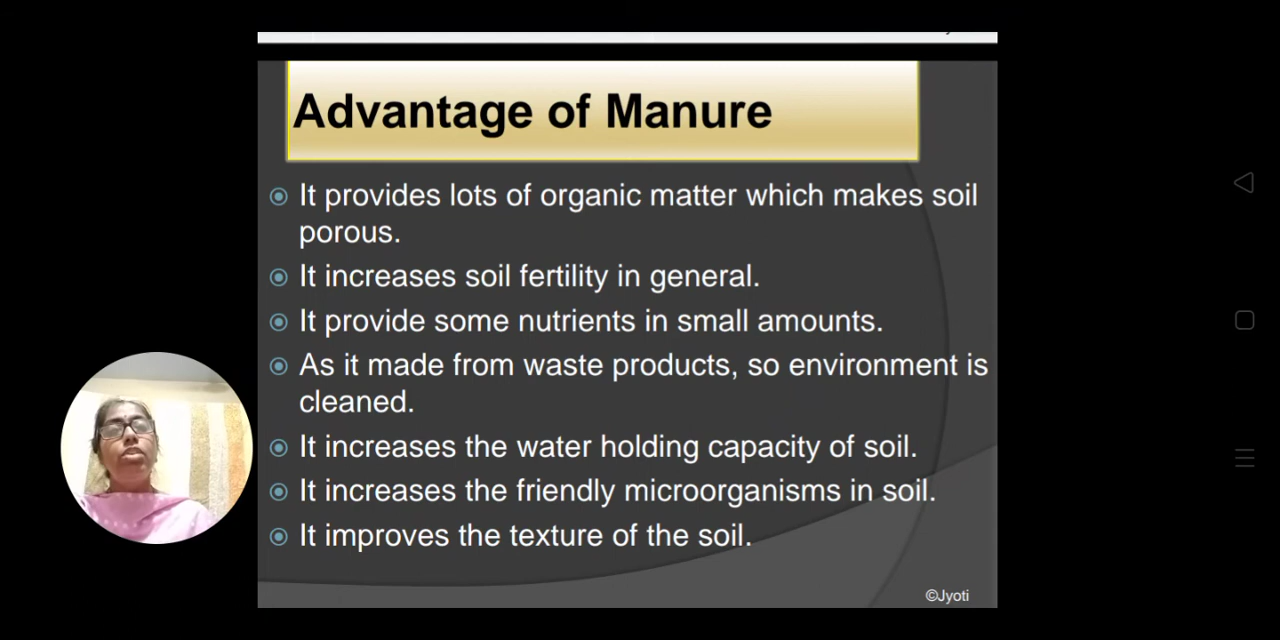 Advantage of Manure
It provides lots of organic matter which makes soil
porous.
It increases soil fertility in general.
It provide some nutrients in small amounts.
As it made from waste products, so environment is
cleaned.
It increases the water holding capacity of soil.
It increases the friendly microorganisms in soil.
It improves the texture of the soil.
©Jyoti